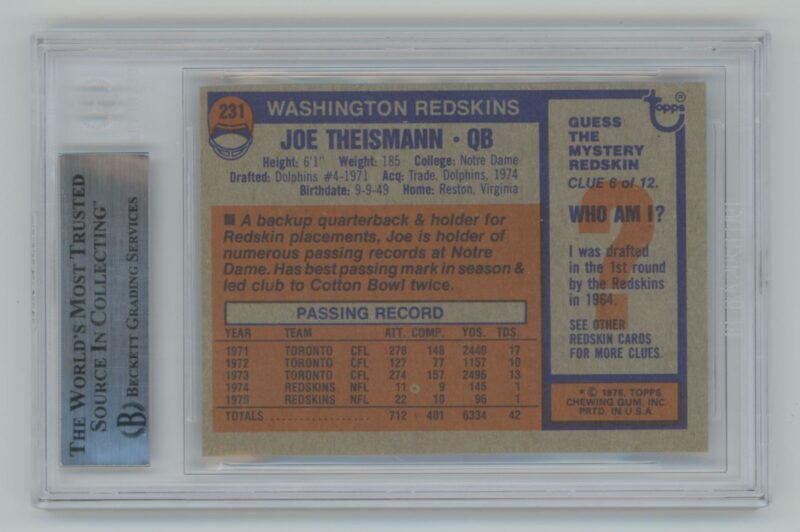 THE WORLD'S MOST TRUSTED
SOURCE IN COLLECTING™
BECKETT GRADING SERVICES
B
231
WASHINGTON REDSKINS
JOE THEISMANN • QB
Height: 6'1" Weight: 185 College: Notre Dame
Drafted: Dolphins #4-1971 Acq: Trade, Dolphins, 1974
Birthdate: 9-9-49 Home: Reston, Virginia
■ A backup quarterback & holder for
Redskin placements, Joe is holder of
numerous passing records at Notre
Dame. Has best passing mark in season &
led club to Cotton Bowl twice.
PASSING RECORD
YEAR TEAM ATT. COMP. YDS. TDS.
1971 TORONTO CFL 278 148 2440 17
1972 TORONTO CFL 127 77 1157 10
1973 TORONTO CFL 274 157 2496 13
1974 REDSKINS NFL 11 9 145 1
1975 REDSKINS NFL 22 10 96 1
TOTALS .................... 712 401 6334 42
topps®
GUESS
THE
MYSTERY
REDSKIN
CLUE 6 of 12.
WHO AM I?
?
I was drafted
in the 1st round
by the Redskins
in 1964.
SEE OTHER
REDSKIN CARDS
FOR MORE CLUES.
* © 1976, TOPPS
CHEWING GUM, INC.
PRTD. IN U.S.A.